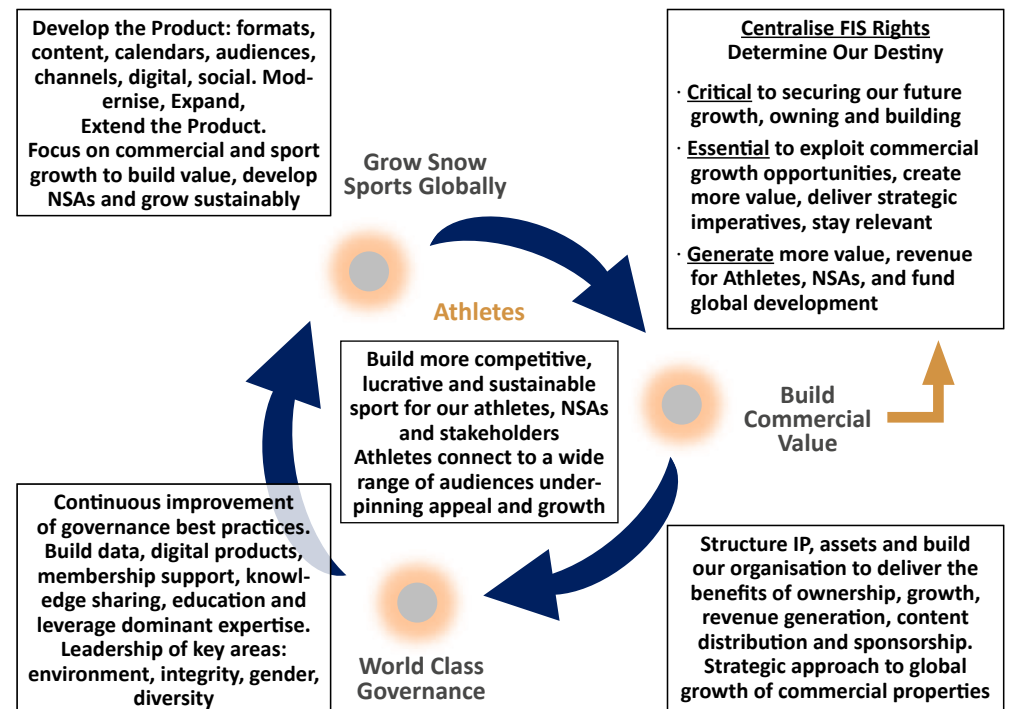 Develop the Product: formats,
content, calendars, audiences,
channels, digital, social. Mod-
ernise, Expand,
Extend the Product.
Focus on commercial and sport
growth to build value, develop
NSAs and grow sustainably
Grow Snow
Sports Globally
Centralise FIS Rights
Determine Our Destiny
· Critical to securing our future
growth, owning and building
· Essential to exploit commercial
growth opportunities, create
more value, deliver strategic
imperatives, stay relevant
· Generate more value, revenue
for Athletes, NSAs, and fund
global development
Athletes
Build more competitive,
lucrative and sustainable
sport for our athletes, NSAs
and stakeholders
Athletes connect to a wide
range of audiences under-
pinning appeal and growth
Build
Commercial
Value
Continuous improvement
of governance best practices.
Build data, digital products,
membership support, knowl-
edge sharing, education and
leverage dominant expertise.
Leadership of key areas:
environment, integrity, gender,
diversity
World Class
Governance
Structure IP, assets and build
our organisation to deliver the
benefits of ownership, growth,
revenue generation, content
distribution and sponsorship.
Strategic approach to global
growth of commercial properties